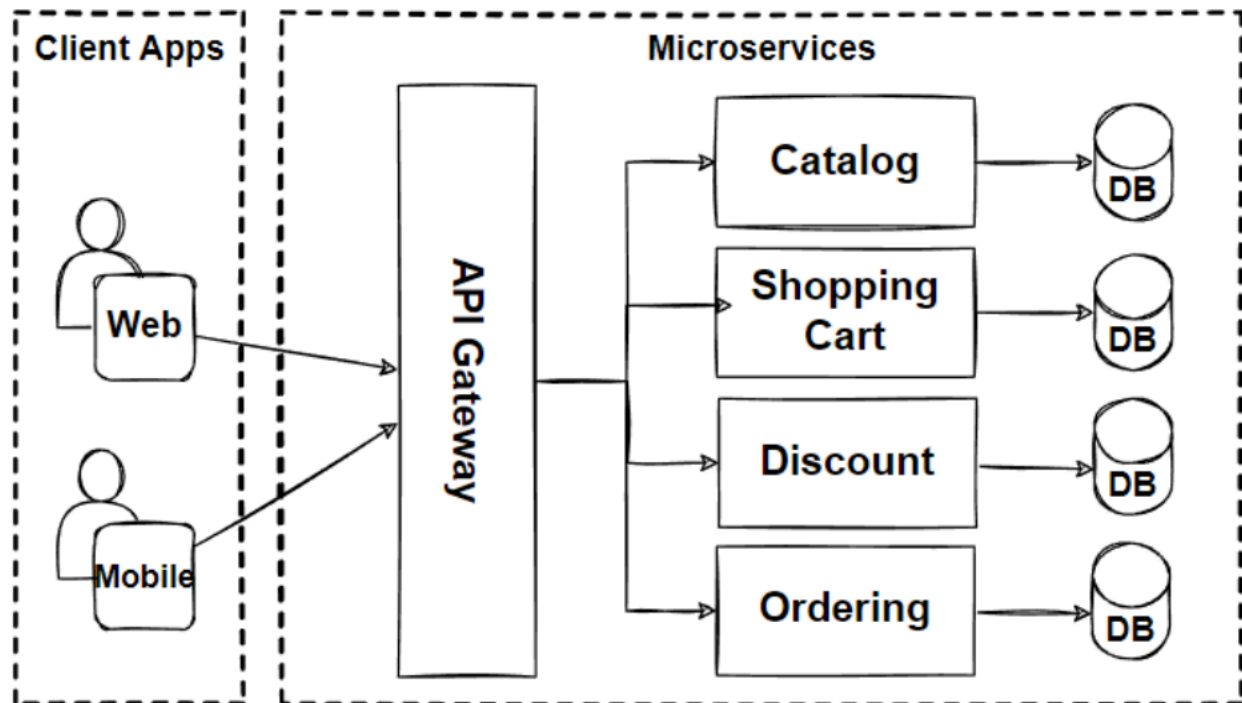 Client Apps
Microservices
Web
Mobile
API Gateway
Catalog
DB
Shopping
Cart
DB
Discount
DB
Ordering
DB